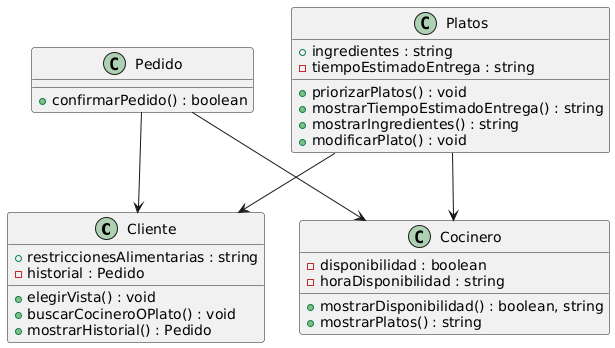 C Pedido
confirmarPedido() : boolean
C Platos
ingredientes : string
tiempoEstimadoEntrega : string
priorizarPlatos() : void
mostrarTiempoEstimadoEntrega() : string
mostrarIngredientes() : string
modificarPlato() : void
C Cliente
restriccionesAlimentarias : string
historial : Pedido
elegirVista() : void
buscarCocineroOPlato() : void
mostrarHistorial() : Pedido
C Cocinero
disponibilidad : boolean
horaDisponibilidad : string
mostrarDisponibilidad() : boolean, string
mostrarPlatos() : string